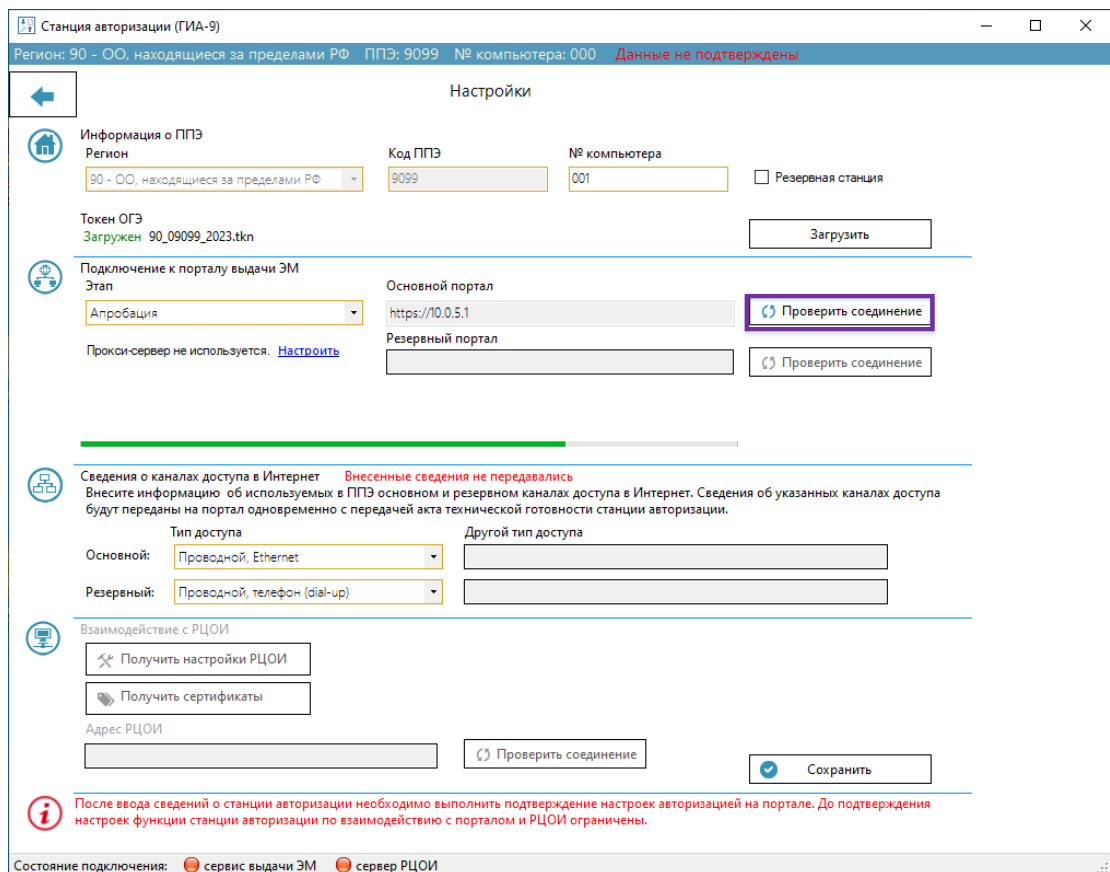 Станция авторизации (ГИА-9)
Регион: 90 - ОО, находящиеся за пределами РФ ППЭ: 9099 № компьютера: 000 Данные не подтверждены
Настройки
Информация о ППЭ
Регион Код ППЭ № компьютера
90 - ОО, находящиеся за пределами РФ 9099 001 Резервная станция
Токен ОГЭ
Загружен 90_09099_2023.tkn Загрузить
Подключение к порталу выдачи ЭМ
Этап Основной портал
Апробация https://10.0.5.1 Проверить соединение
Резервный портал
Прокси-сервер не используется. Настроить Проверить соединение
Сведения о каналах доступа в Интернет Внесенные сведения не передавались
Внесите информацию об используемых в ППЭ основном и резервном каналах доступа в Интернет. Сведения об указанных каналах доступа
будут переданы на портал одновременно с передачей акта технической готовности станции авторизации.
Тип доступа Другой тип доступа
Основной: Проводной, Ethernet
Резервный: Проводной, телефон (dial-up)
Взаимодействие с РЦОИ
Получить настройки РЦОИ
Получить сертификаты
Адрес РЦОИ
Проверить соединение
Сохранить
После ввода сведений о станции авторизации необходимо выполнить подтверждение настроек авторизацией на портале. До подтверждения
настроек функции станции авторизации по взаимодействию с порталом и РЦОИ ограничены.
Состояние подключения: сервис выдачи ЭМ сервер РЦОИ